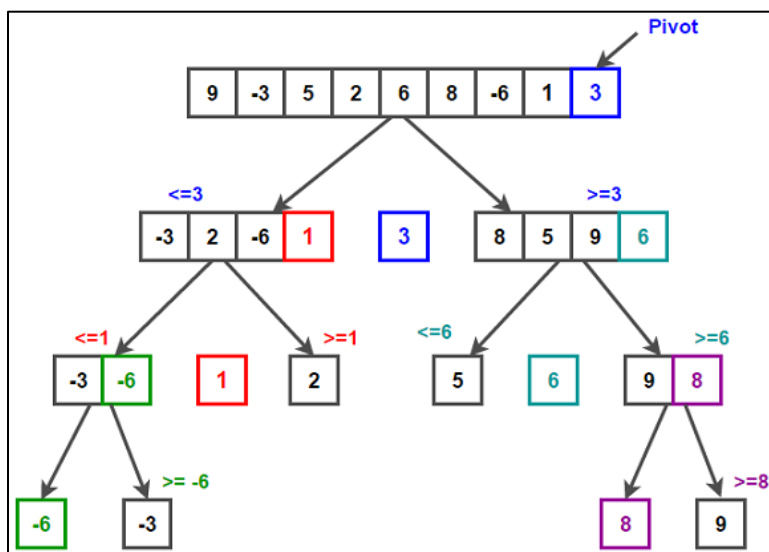 Pivot
9 -3 5 2 6 8 -6 1 3
<=3 >=3
-3 2 -6 1 3 8 5 9 6
<=1 >=1 <=6 >=6
-3 -6 1 2 5 6 9 8
>= -6 >=8
-6 -3 8 9